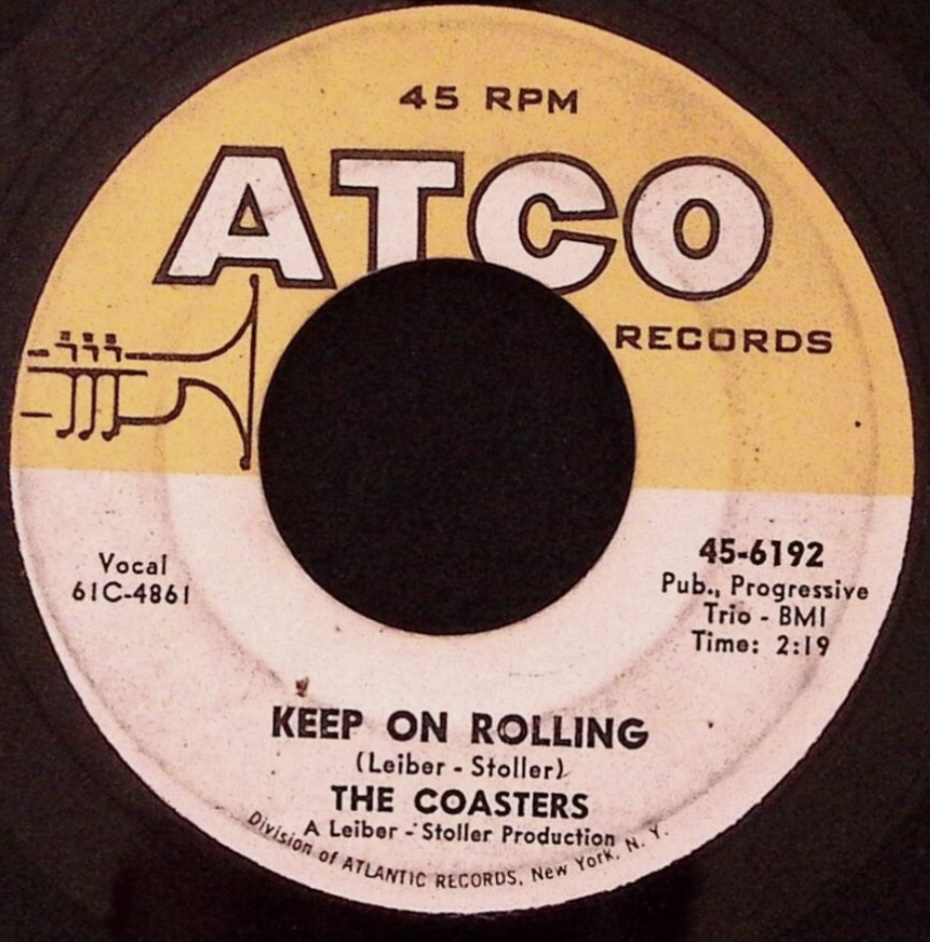 45 RPM
ATCO
RECORDS
Vocal
61C-4861
45-6192
Pub., Progressive
Trio - BMI
Time: 2:19
KEEP ON ROLLING
(Leiber - Stoller)
THE COASTERS
A Leiber - Stoller Production
Division of ATLANTIC RECORDS, New York, N. Y.